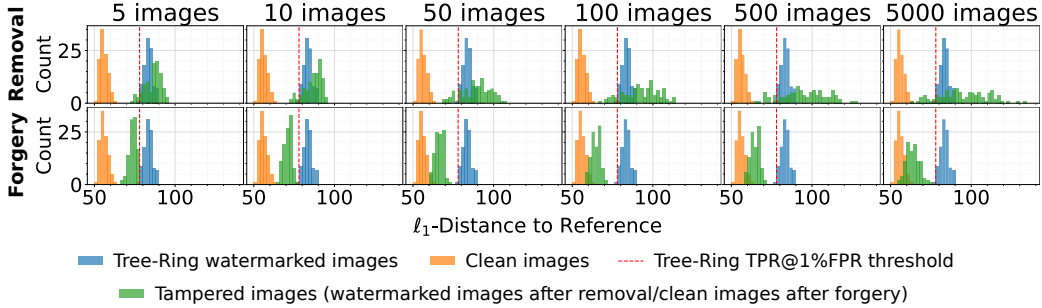 5 images 10 images 50 images 100 images 500 images 5000 images
Removal
Count
25
0
Forgery
Count
25
0
50 100 50 100 50 100 50 100 50 100 50 100
ℓ₁-Distance to Reference
Tree-Ring watermarked images Clean images Tree-Ring TPR@1%FPR threshold
Tampered images (watermarked images after removal/clean images after forgery)